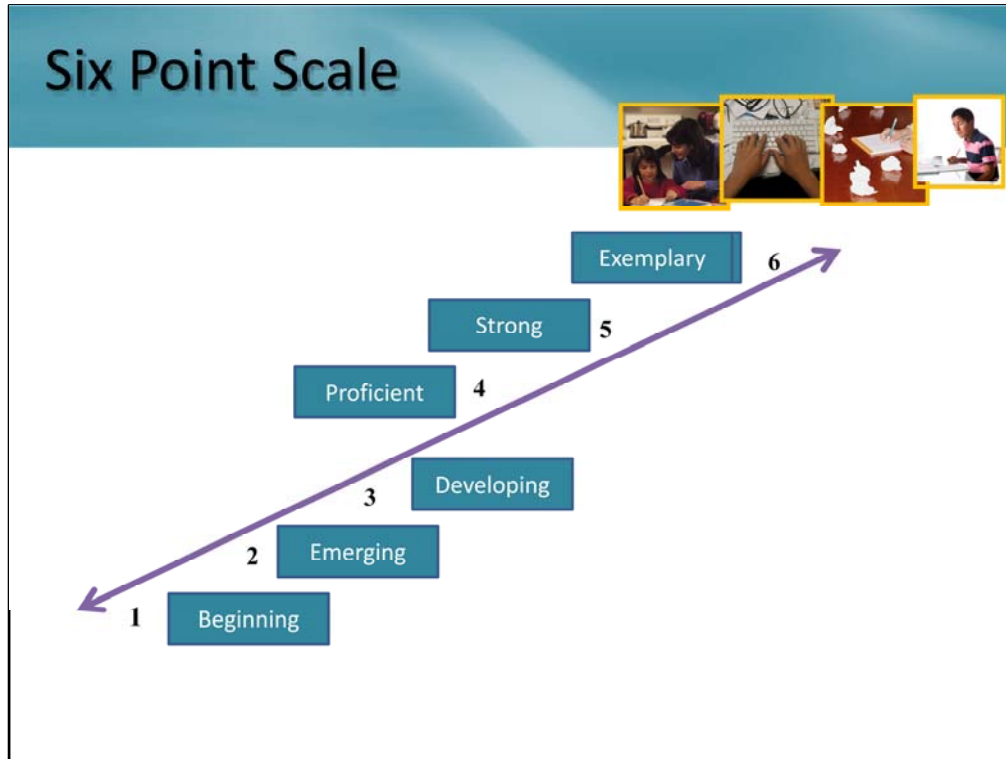 Six Point Scale
Exemplary 6
Strong 5
Proficient 4
3 Developing
2 Emerging
1 Beginning